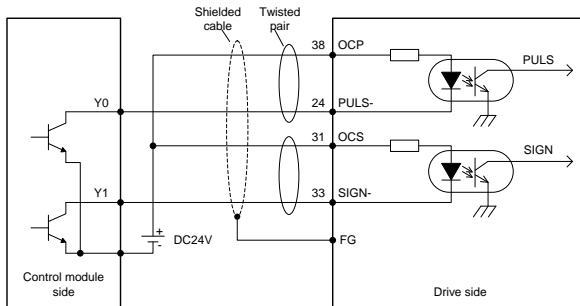 Shielded
cable
Twisted
pair
38 OCP
PULS
Y0
24 PULS-
31 OCS
SIGN
Y1
33 SIGN-
+
-
DC24V
FG
Control module
side
Drive side